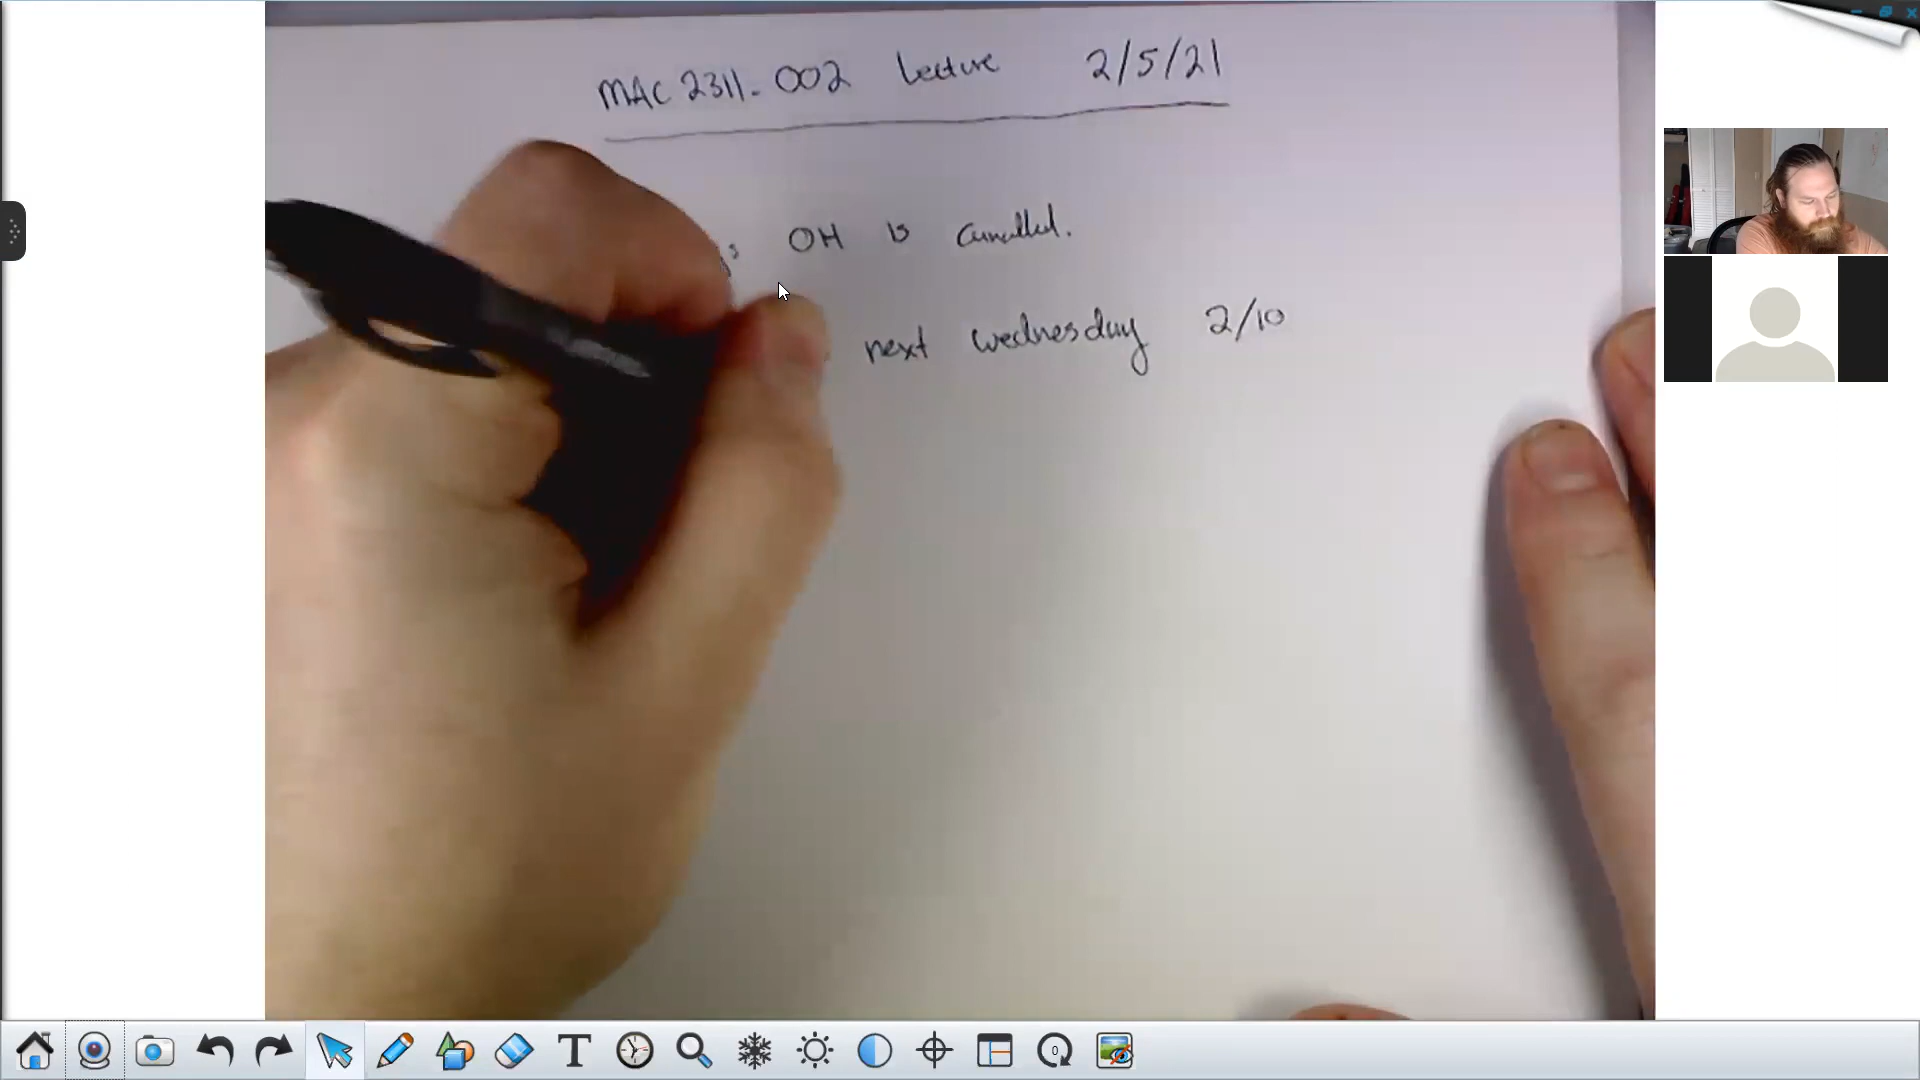 MAC 2311.002 Lecture 2/5/21
OH is cancelled.
next wednesday 2/10